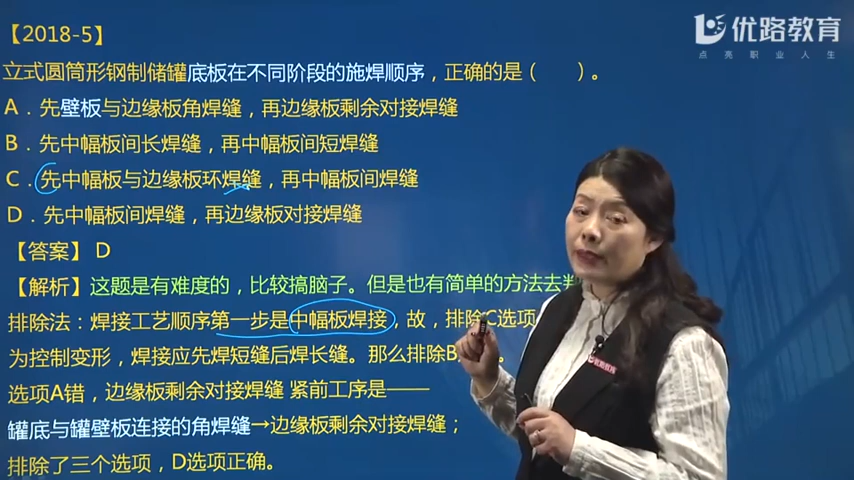 【2018-5】
优路教育
点亮职业人生
立式圆筒形钢制储罐底板在不同阶段的施焊顺序，正确的是（ ）。
A．先壁板与边缘板角焊缝，再边缘板剩余对接焊缝
B．先中幅板间长焊缝，再中幅板间短焊缝
C．先中幅板与边缘板环焊缝，再中幅板间焊缝
D．先中幅板间焊缝，再边缘板对接焊缝
【答案】D
【解析】这题是有难度的，比较搞脑子。但是也有简单的方法去判
排除法：焊接工艺顺序第一步是中幅板焊接，故，排除C选项
为控制变形，焊接应先焊短缝后焊长缝。那么排除B
选项A错，边缘板剩余对接焊缝 紧前工序是——
罐底与罐壁板连接的角焊缝→边缘板剩余对接焊缝；
排除了三个选项，D选项正确。
优路教育